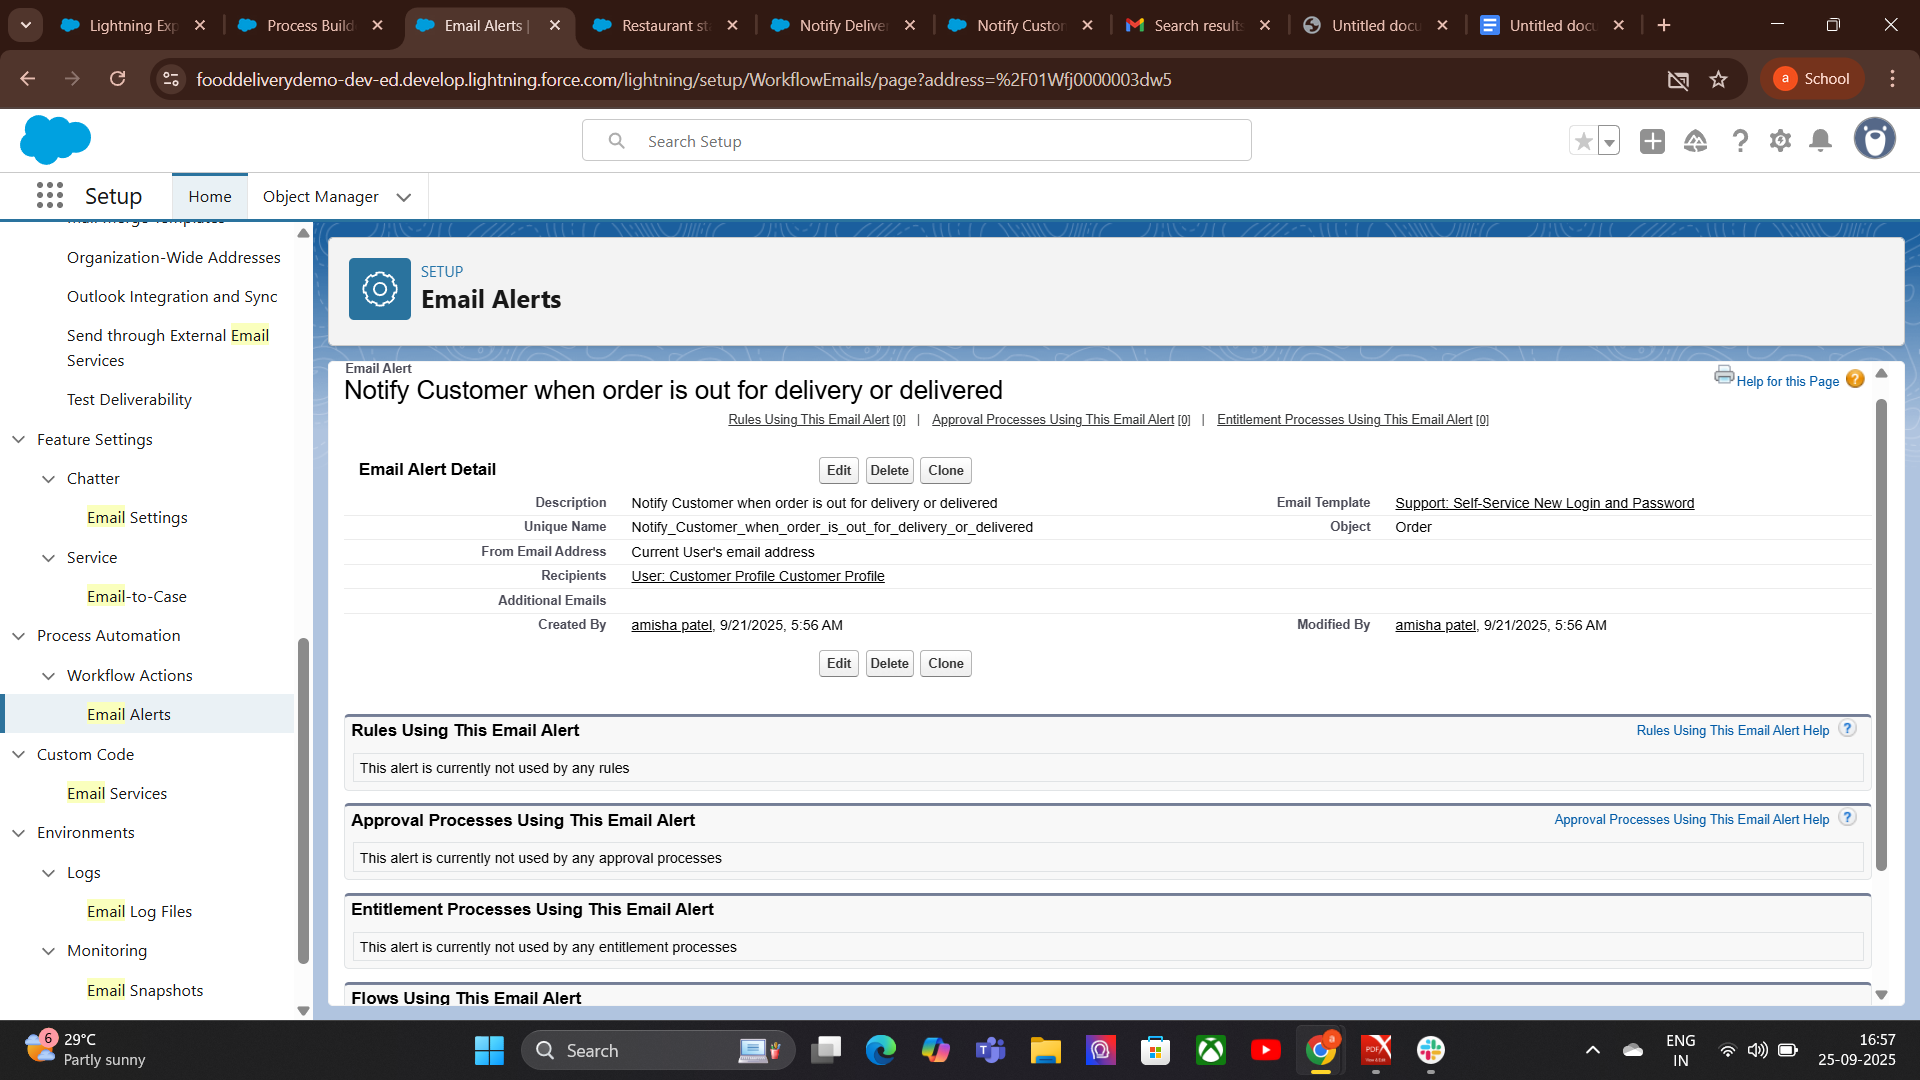 Lightning Exp
Process Build
Email Alerts |
Restaurant sta
Notify Deliver
Notify Custon
Search results
Untitled docu
Untitled docu
fooddeliverydemo-dev-ed.develop.lightning.force.com/lightning/setup/WorkflowEmails/page?address=%2F01Wfj0000003dw5
a School
Search Setup
Setup Home Object Manager
Organization-Wide Addresses
Outlook Integration and Sync
Send through External Email
Services
Test Deliverability
Feature Settings
Chatter
Email Settings
Service
Email-to-Case
Process Automation
Workflow Actions
Email Alerts
Custom Code
Email Services
Environments
Logs
Email Log Files
Monitoring
Email Snapshots
SETUP
Email Alerts
Email Alert
Notify Customer when order is out for delivery or delivered
Help for this Page ?
Rules Using This Email Alert [0] | Approval Processes Using This Email Alert [0] | Entitlement Processes Using This Email Alert [0]
Email Alert Detail Edit Delete Clone
Description Notify Customer when order is out for delivery or delivered Email Template Support: Self-Service New Login and Password
Unique Name Notify_Customer_when_order_is_out_for_delivery_or_delivered Object Order
From Email Address Current User's email address
Recipients User: Customer Profile Customer Profile
Additional Emails
Created By amisha patel, 9/21/2025, 5:56 AM Modified By amisha patel, 9/21/2025, 5:56 AM
Edit Delete Clone
Rules Using This Email Alert Rules Using This Email Alert Help ?
This alert is currently not used by any rules
Approval Processes Using This Email Alert Approval Processes Using This Email Alert Help ?
This alert is currently not used by any approval processes
Entitlement Processes Using This Email Alert
This alert is currently not used by any entitlement processes
Flows Using This Email Alert
6 29°C
Partly sunny
Search
a
PDF
ENG
IN
16:57
25-09-2025